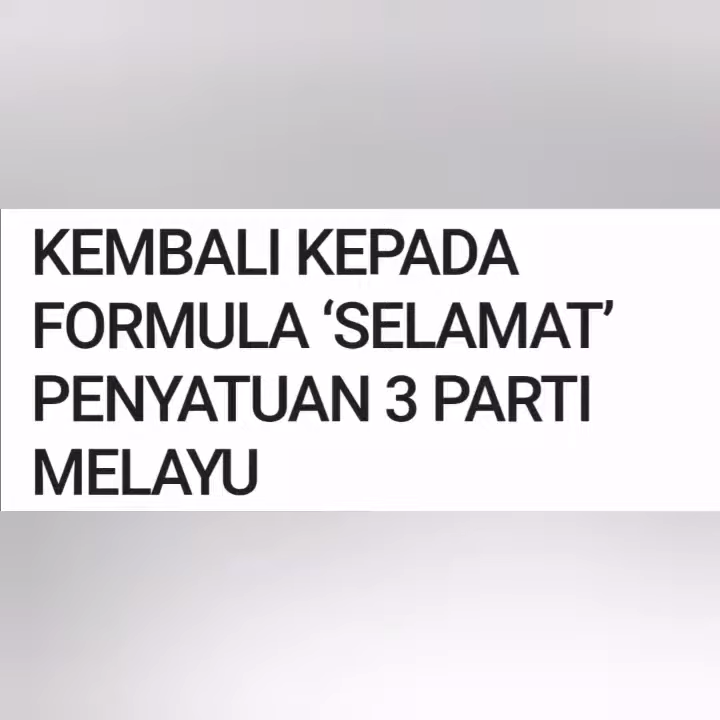 KEMBALI KEPADA
FORMULA ‘SELAMAT’
PENYATUAN 3 PARTI
MELAYU